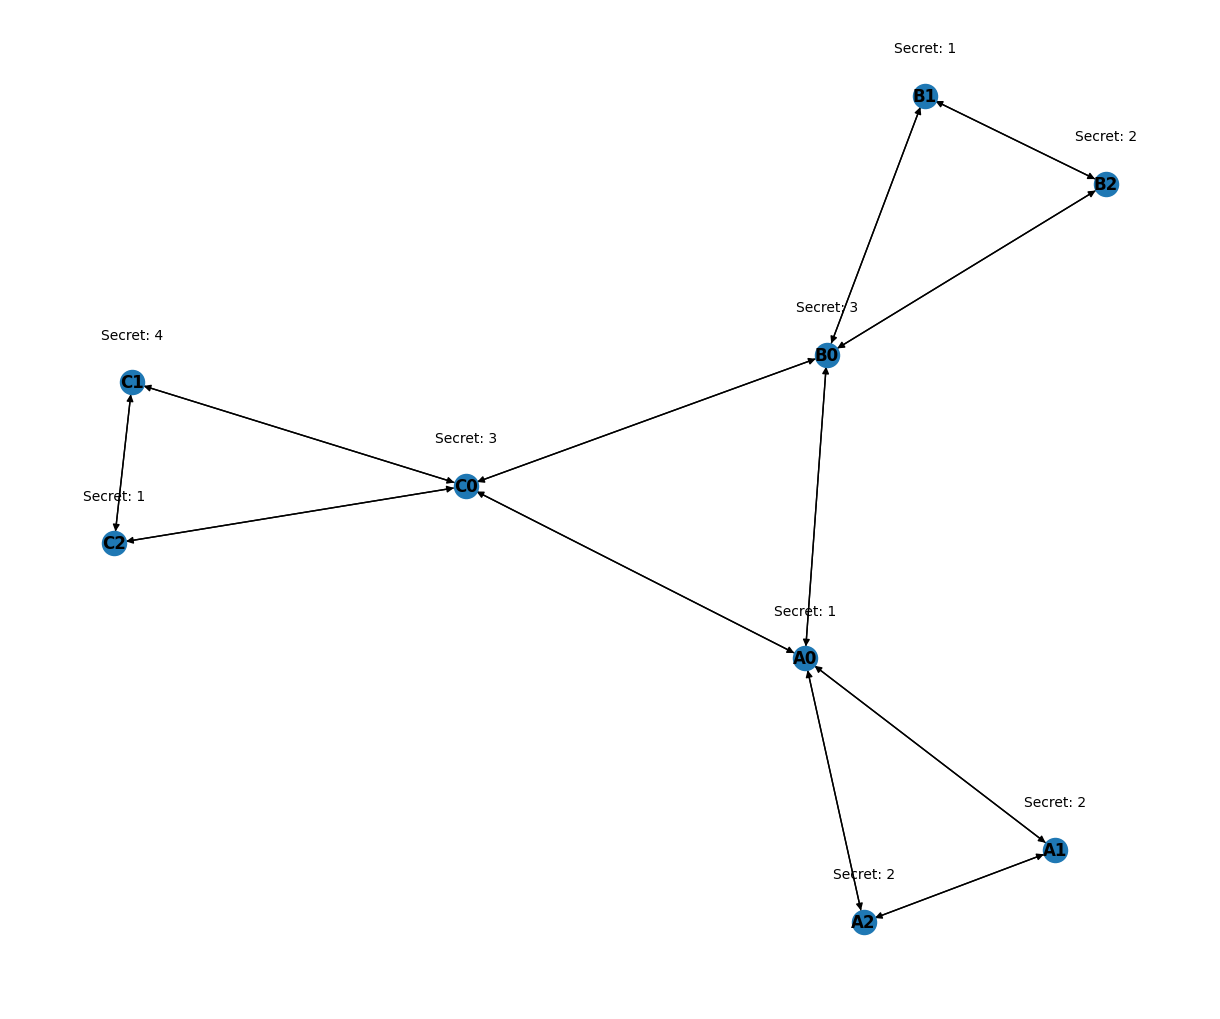 Secret: 1
B1
Secret: 2
B2
Secret: 3
B0
Secret: 4
C1
Secret: 3
C0
Secret: 1
C2
Secret: 1
A0
Secret: 2
A1
Secret: 2
A2